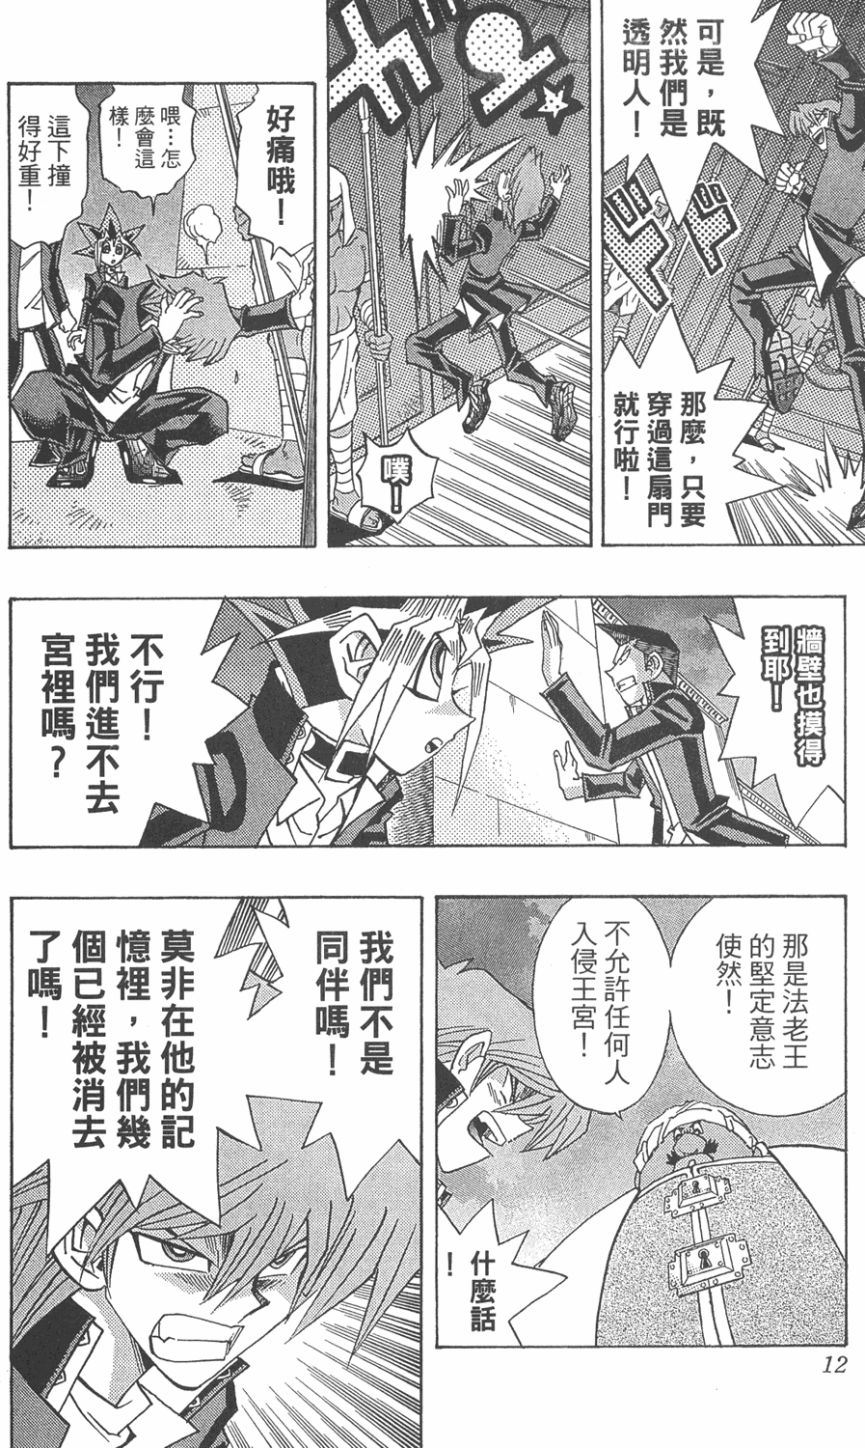 可是，既
然我們是
透明人！
ドドドド
那麼，只要
穿過這扇門
就行啦！
噗！
好痛哦！
喂…怎
麼會這
樣！
這下撞
得好重！
牆壁也摸得
到耶！
不行！
我們進不去
宮裡嗎？
那是法老王
的堅定意志
使然！
不允許任何人
入侵王宮！
什麼話
！
我們不是
同伴嗎！
莫非在他的記
憶裡，我們幾
個已經被消去
了嗎！
12